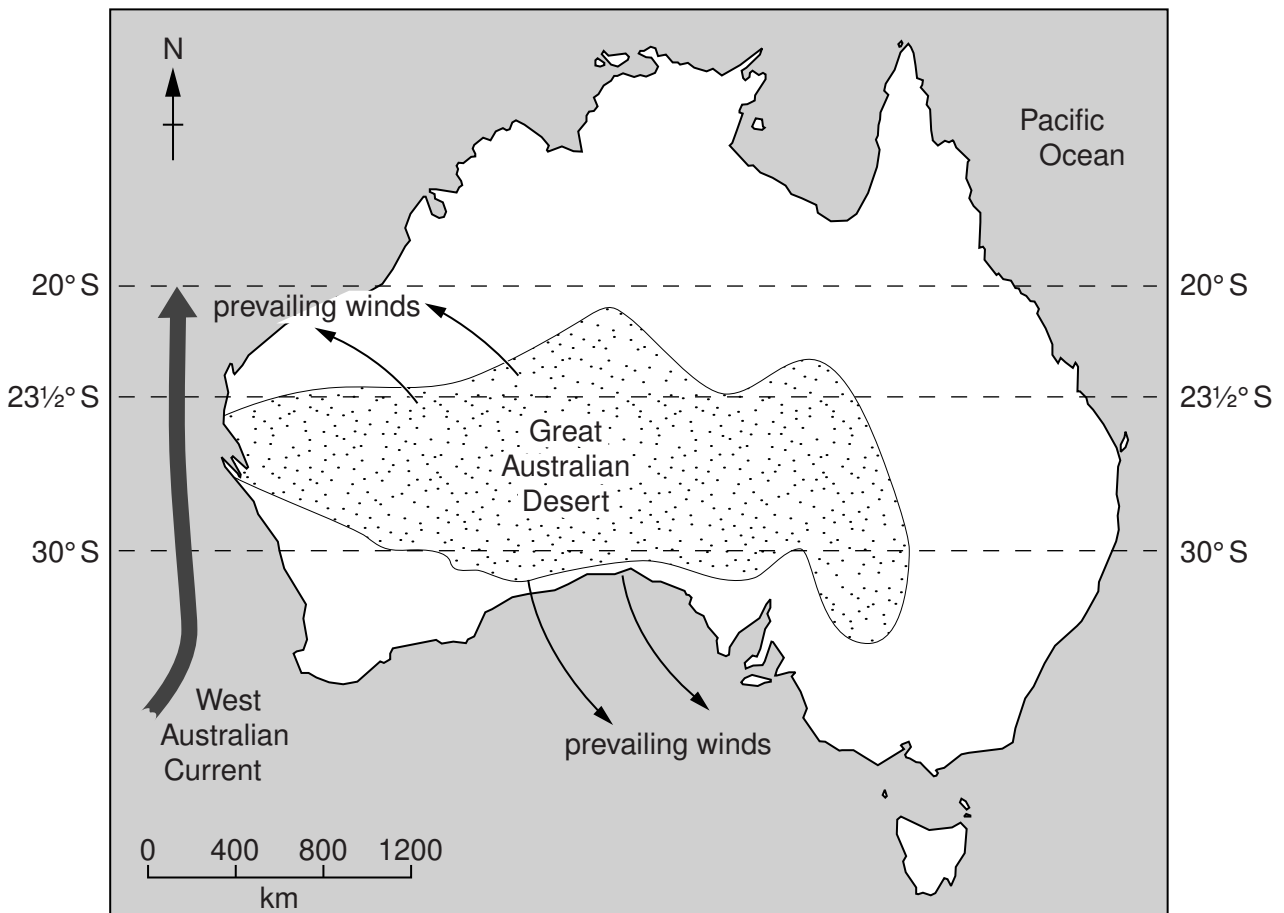 N
Pacific
Ocean
20°S
20°S
prevailing winds
23½°S
23½°S
Great
Australian
Desert
30°S
30°S
West
Australian
Current
prevailing winds
0 400 800 1200
km